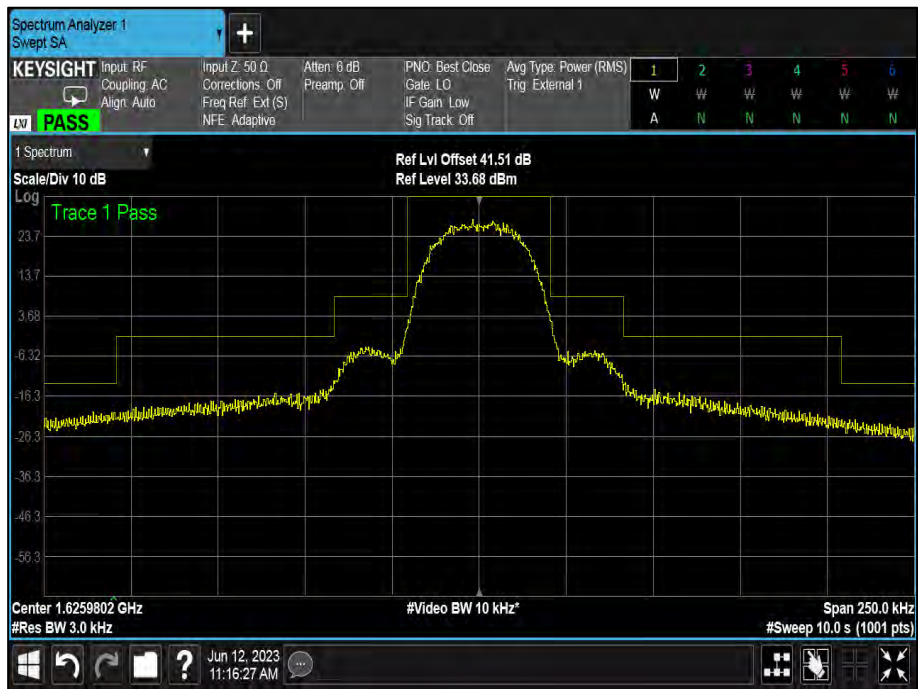 Spectrum Analyzer 1
Swept SA
+
KEYSIGHT
LXI PASS
Input: RF
Coupling: AC
Align: Auto
Input Z: 50 Ω
Corrections: Off
Freq Ref: Ext (S)
NFE: Adaptive
Atten: 6 dB
Preamp: Off
PNO: Best Close
Gate: LO
IF Gain: Low
Sig Track: Off
Avg Type: Power (RMS)
Trig: External 1
1 2 3 4 5 6
W W W W W W
A N N N N N
1 Spectrum
Scale/Div 10 dB
Ref Lvl Offset 41.51 dB
Ref Level 33.68 dBm
Log
Trace 1 Pass
23.7
13.7
3.68
-6.32
-16.3
-26.3
-36.3
-46.3
-56.3
Center 1.6259802 GHz
#Res BW 3.0 kHz
#Video BW 10 kHz*
Span 250.0 kHz
#Sweep 10.0 s (1001 pts)
?
Jun 12, 2023
11:16:27 AM